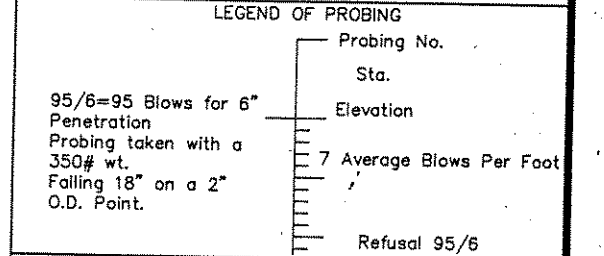 LEGEND OF PROBING
Probing No.
Sta.
Elevation
95/6=95 Blows for 6"
Penetration
Probing taken with a
350# wt.
Falling 18" on a 2"
O.D. Point.
7 Average Blows Per Foot
Refusal 95/6